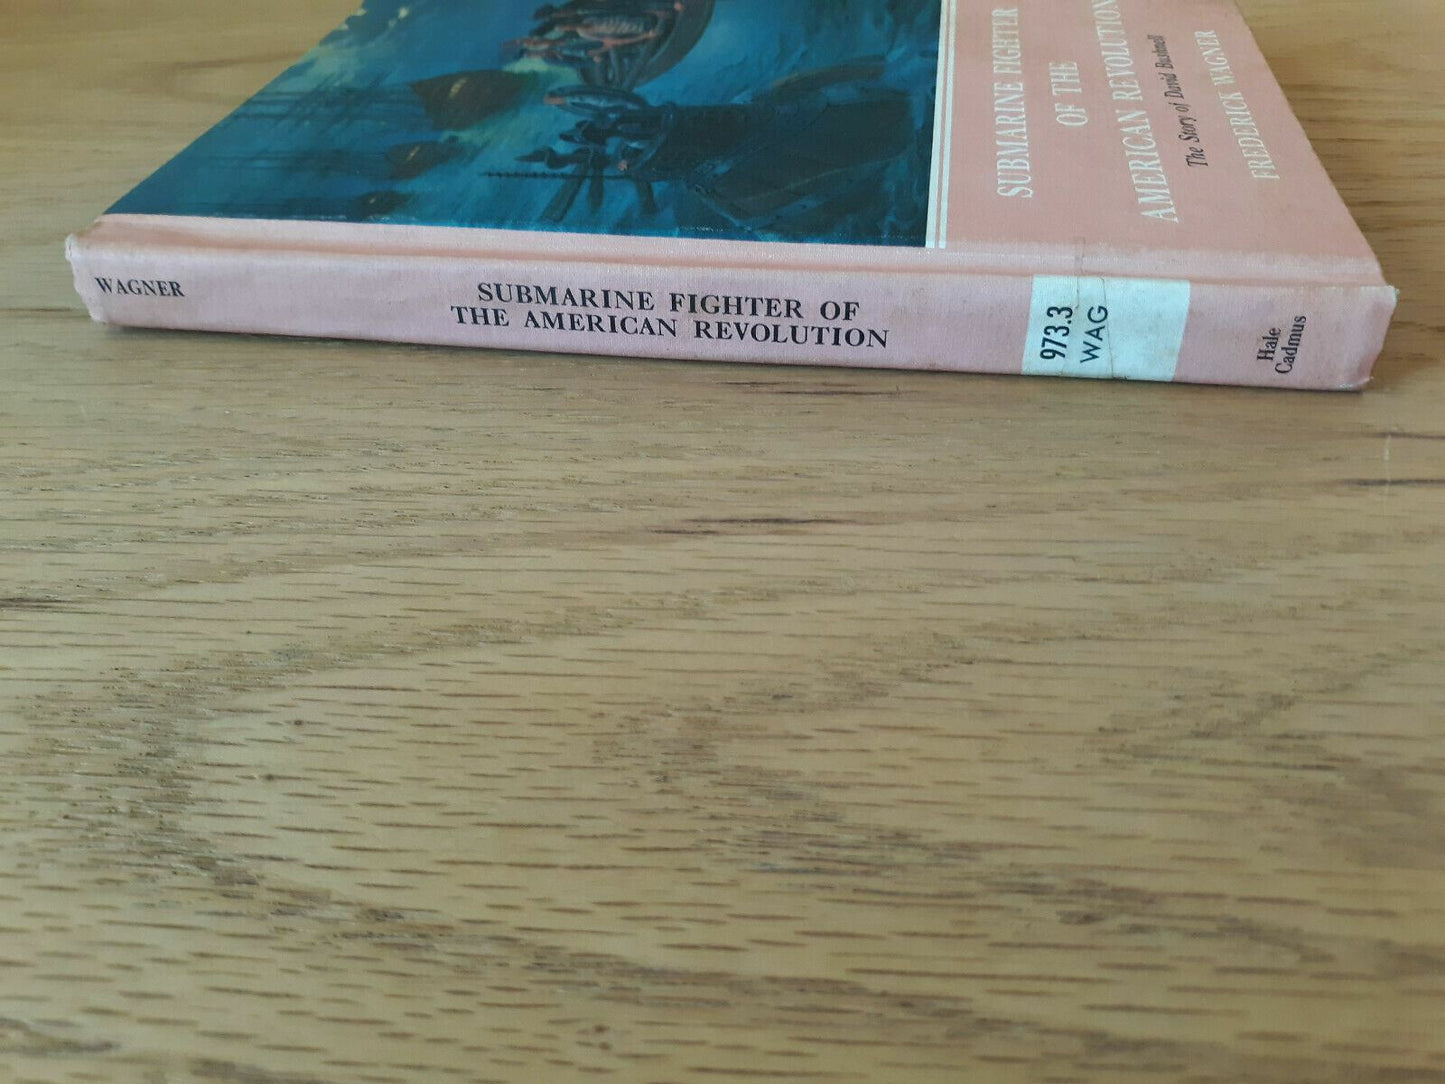 SUBMARINE FIGHTER
OF THE
AMERICAN REVOLUTION
The Story of David Bushnell
FREDERICK WAGNER
WAGNER
SUBMARINE FIGHTER OF
THE AMERICAN REVOLUTION
973.3
WAG
Hale
Cadmus